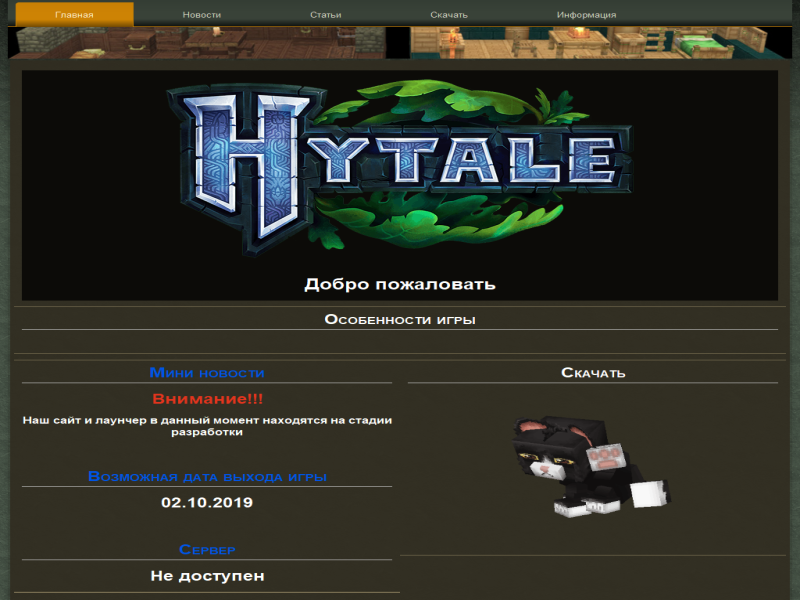 Главная Новости Статьи Скачать Информация
HYTALE
Добро пожаловать
Особенности игры
Мини новости
Внимание!!!
Наш сайт и лаунчер в данный момент находятся на стадии
разработки
Возможная дата выхода игры
02.10.2019
Сервер
Не доступен
Скачать